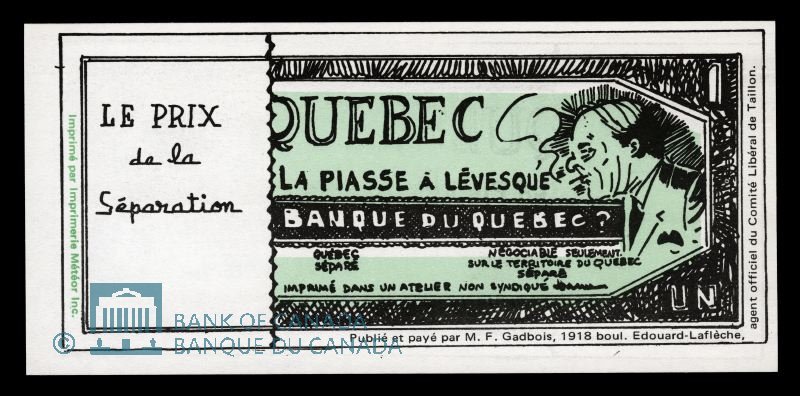 LE PRIX
de la
Séparation
QUEBEC
LA PIASSE À LÉVESQUE
BANQUE DU QUEBEC ?
QUÉBEC
SÉPARÉ
NÉGOCIABLE SEULEMENT
SUR LE TERRITOIRE DU QUEBEC
SÉPARÉ
IMPRIMÉ DANS UN ATELIER NON SYNDIQUÉ
1
UN
Imprimé par Imprimerie Météor Inc.
Publié et payé par M. F. Gadbois, 1918 boul. Edouard-Laflèche,
agent officiel du Comité Libéral de Taillon.
© BANK OF CANADA
BANQUE DU CANADA